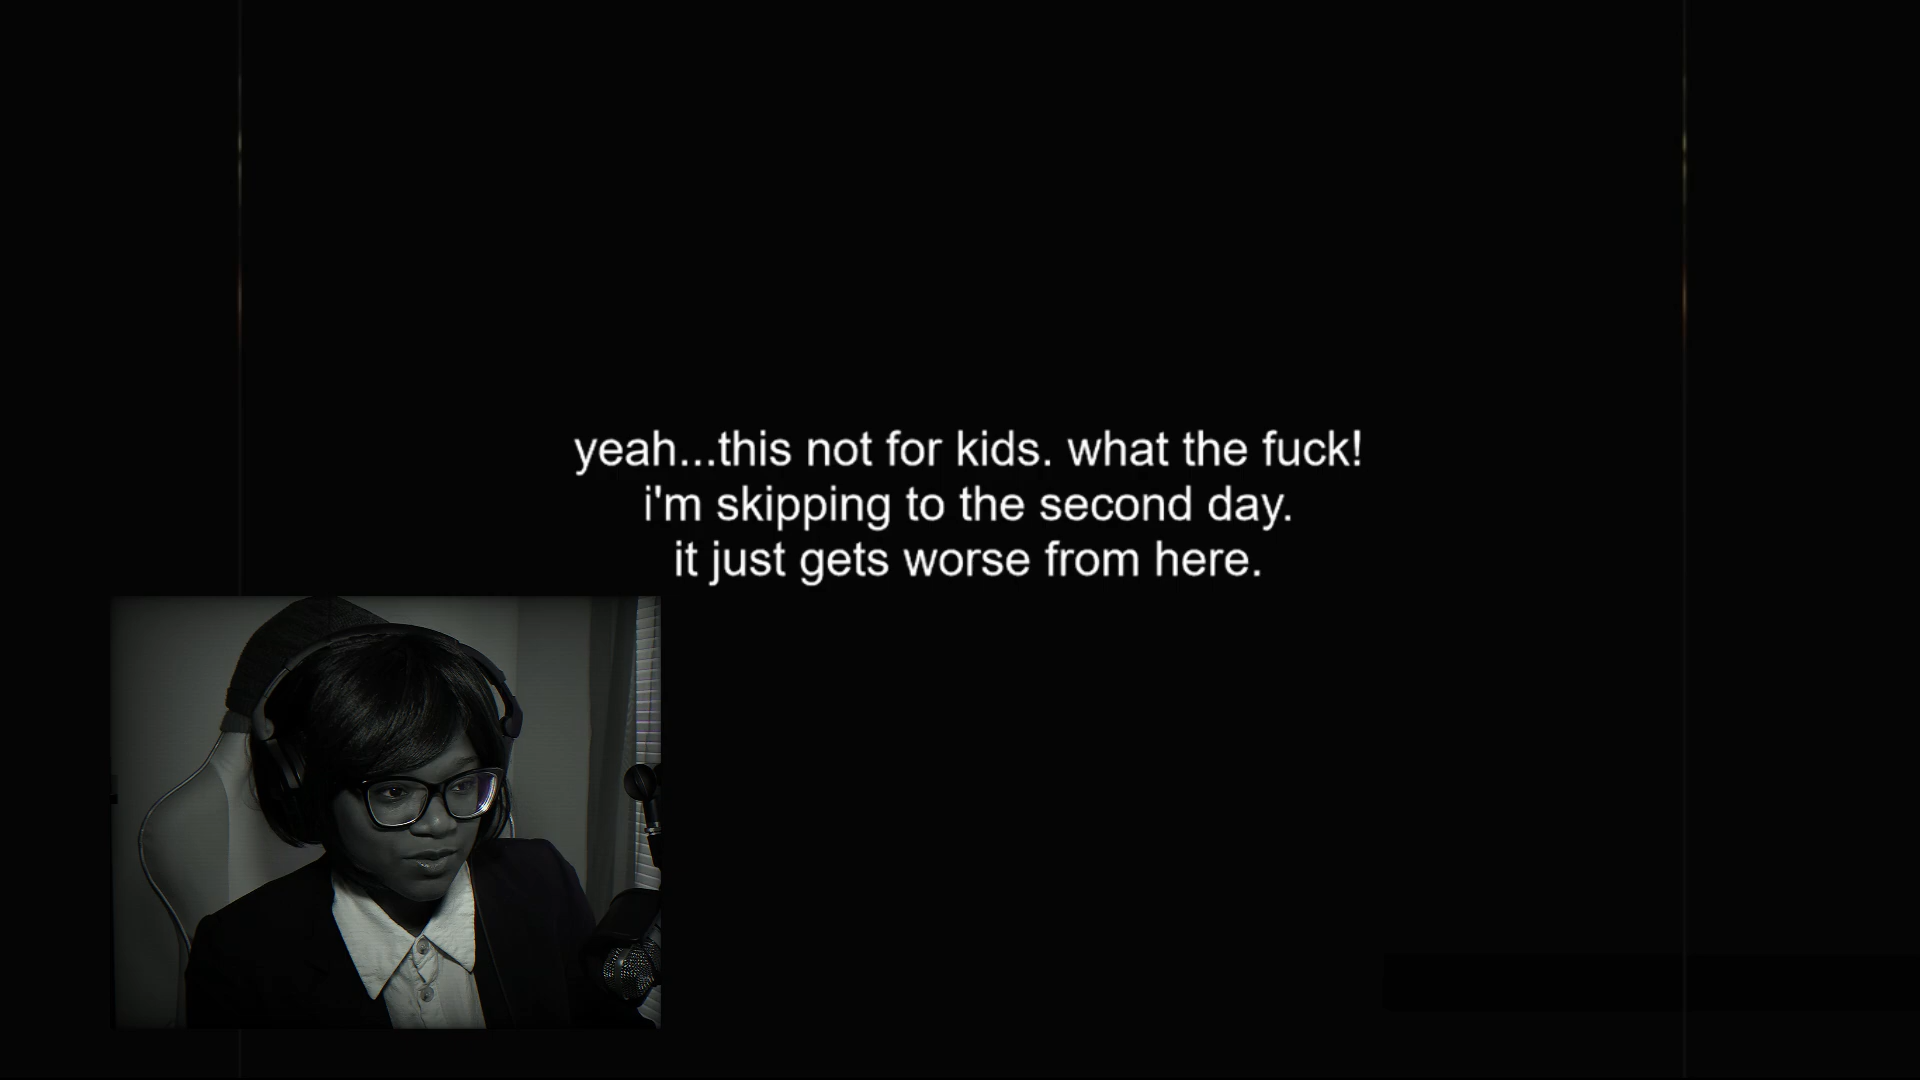 yeah...this not for kids. what the fuck!
i'm skipping to the second day.
it just gets worse from here.